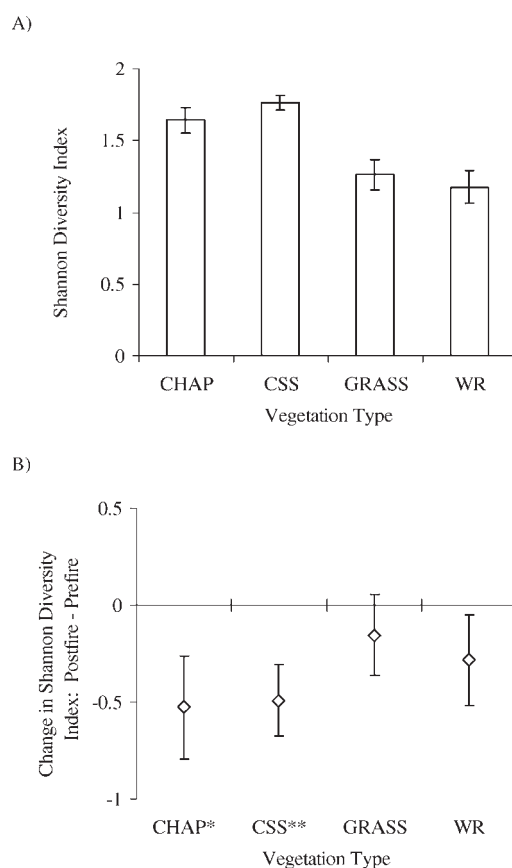 A)
Shannon Diversity Index
2
1.5
1
0.5
0
CHAP CSS GRASS WR
Vegetation Type
B)
Change in Shannon Diversity
Index: Postfire - Prefire
0.5
0
-0.5
-1
CHAP* CSS** GRASS WR
Vegetation Type